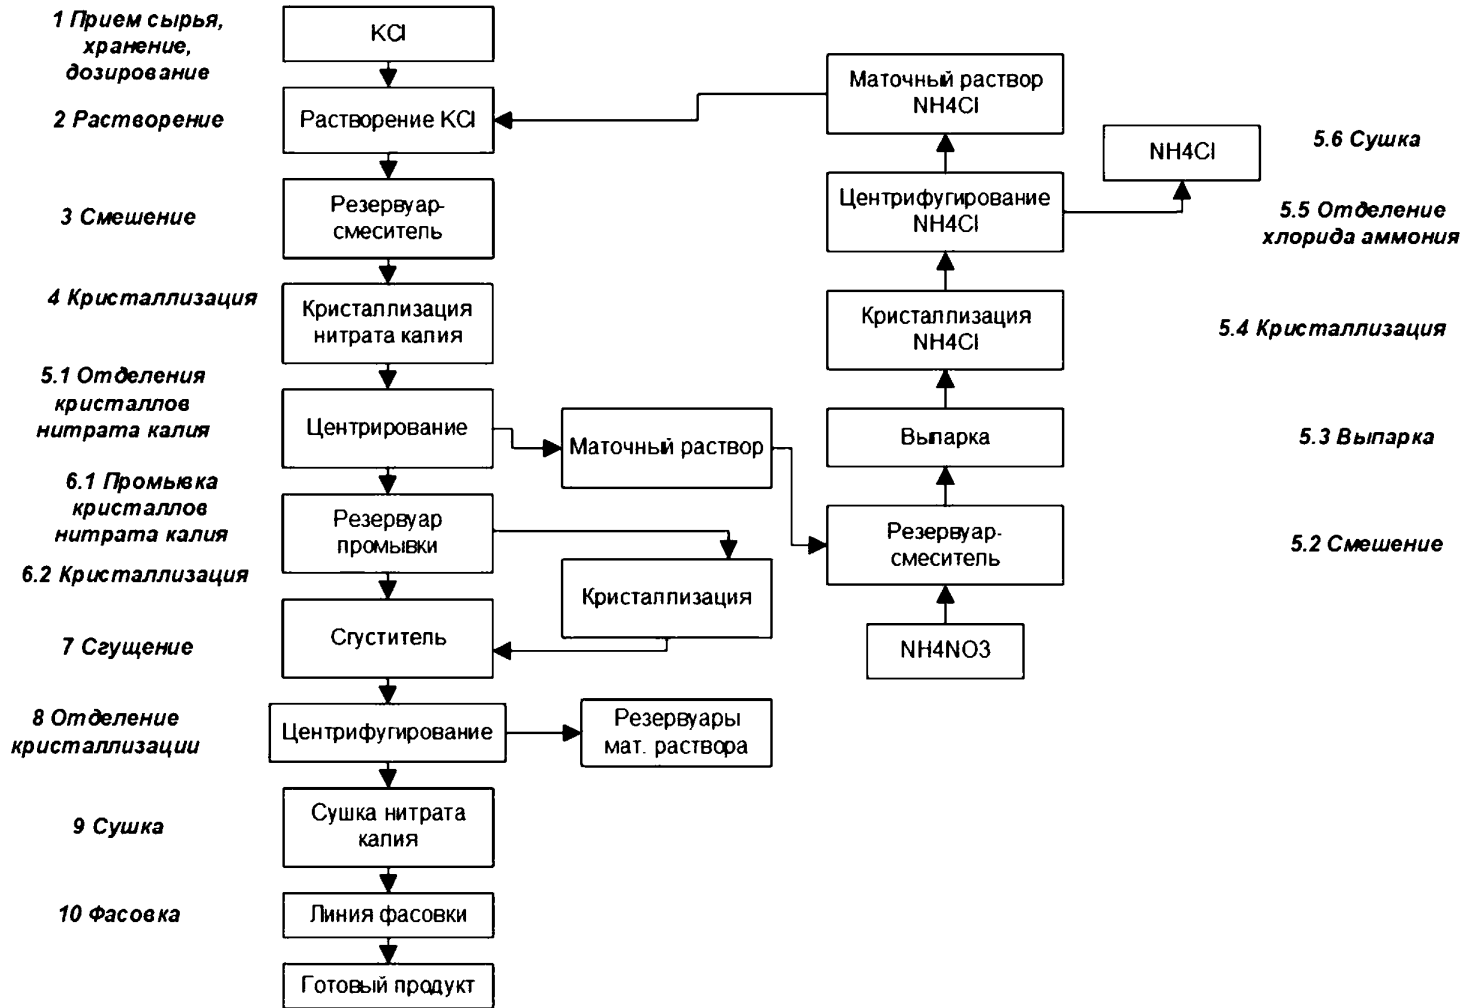 1 Прием сырья,
хранение,
дозирование
KCl
2 Растворение
Растворение KCl
3 Смешение
Резервуар-
смеситель
4 Кристаллизация
Кристаллизация
нитрата калия
5.1 Отделения
кристаллов
нитрата калия
Центрирование
Маточный раствор
6.1 Промывка
кристаллов
нитрата калия
Резервуар
промывки
6.2 Кристаллизация
Кристаллизация
7 Сгущение
Сгуститель
8 Отделение
кристаллизации
Центрифугирование
Резервуары
мат. раствора
9 Сушка
Сушка нитрата
калия
10 Фасовка
Линия фасовки
Готовый продукт
Маточный раствор
NH4Cl
NH4Cl
5.6 Сушка
Центрифугирование
NH4Cl
5.5 Отделение
хлорида аммония
Кристаллизация
NH4Cl
5.4 Кристаллизация
Выпарка
5.3 Выпарка
Резервуар-
смеситель
5.2 Смешение
NH4NO3